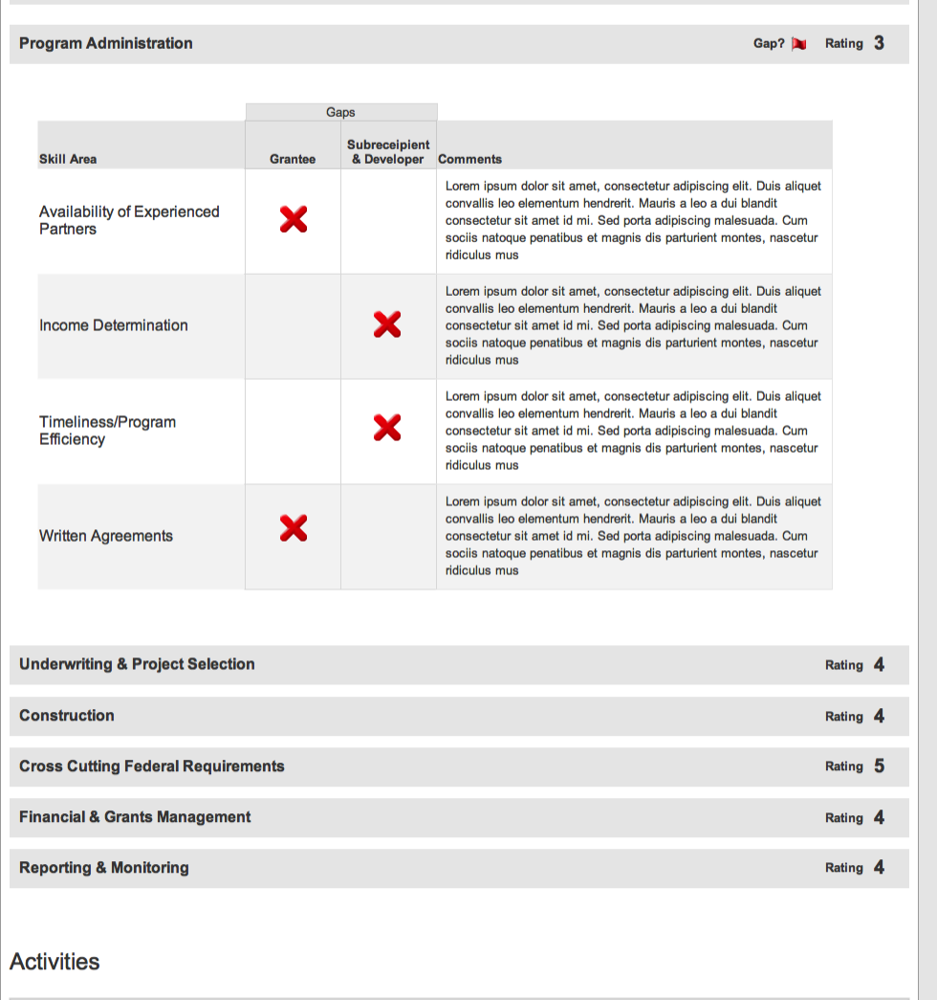 Program Administration Gap? Rating 3
Gaps
Skill Area Grantee Subreceipient & Developer Comments
Availability of Experienced
Partners
Lorem ipsum dolor sit amet, consectetur adipiscing elit. Duis aliquet
convallis leo elementum hendrerit. Mauris a leo a dui blandit
consectetur sit amet id mi. Sed porta adipiscing malesuada. Cum
sociis natoque penatibus et magnis dis parturient montes, nascetur
ridiculus mus
Income Determination
Lorem ipsum dolor sit amet, consectetur adipiscing elit. Duis aliquet
convallis leo elementum hendrerit. Mauris a leo a dui blandit
consectetur sit amet id mi. Sed porta adipiscing malesuada. Cum
sociis natoque penatibus et magnis dis parturient montes, nascetur
ridiculus mus
Timeliness/Program
Efficiency
Lorem ipsum dolor sit amet, consectetur adipiscing elit. Duis aliquet
convallis leo elementum hendrerit. Mauris a leo a dui blandit
consectetur sit amet id mi. Sed porta adipiscing malesuada. Cum
sociis natoque penatibus et magnis dis parturient montes, nascetur
ridiculus mus
Written Agreements
Lorem ipsum dolor sit amet, consectetur adipiscing elit. Duis aliquet
convallis leo elementum hendrerit. Mauris a leo a dui blandit
consectetur sit amet id mi. Sed porta adipiscing malesuada. Cum
sociis natoque penatibus et magnis dis parturient montes, nascetur
ridiculus mus
Underwriting & Project Selection Rating 4
Construction Rating 4
Cross Cutting Federal Requirements Rating 5
Financial & Grants Management Rating 4
Reporting & Monitoring Rating 4
Activities